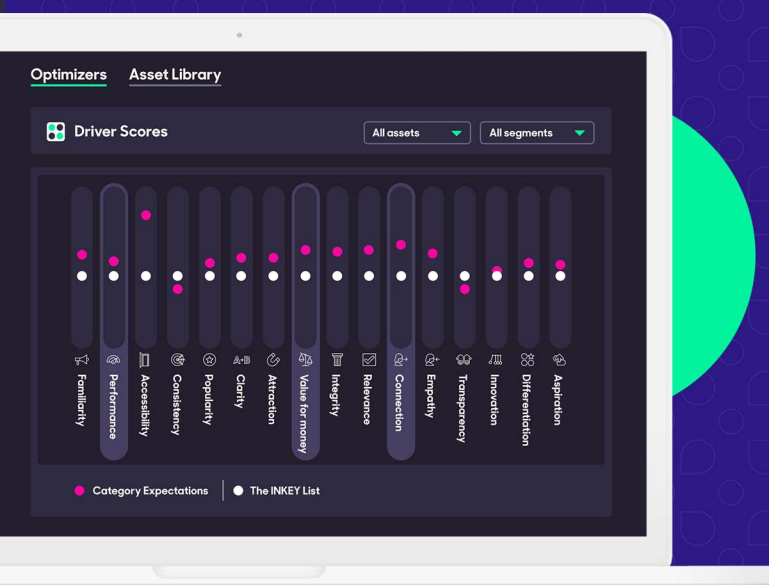 Optimizers Asset Library
Driver Scores
All assets
All segments
Familiarity
Performance
Accessibility
Consistency
Popularity
A+B
Clarity
Attraction
Value for money
Integrity
Relevance
Connection
Empathy
Transparency
Innovation
Differentiation
Aspiration
Category Expectations
The INKEY List